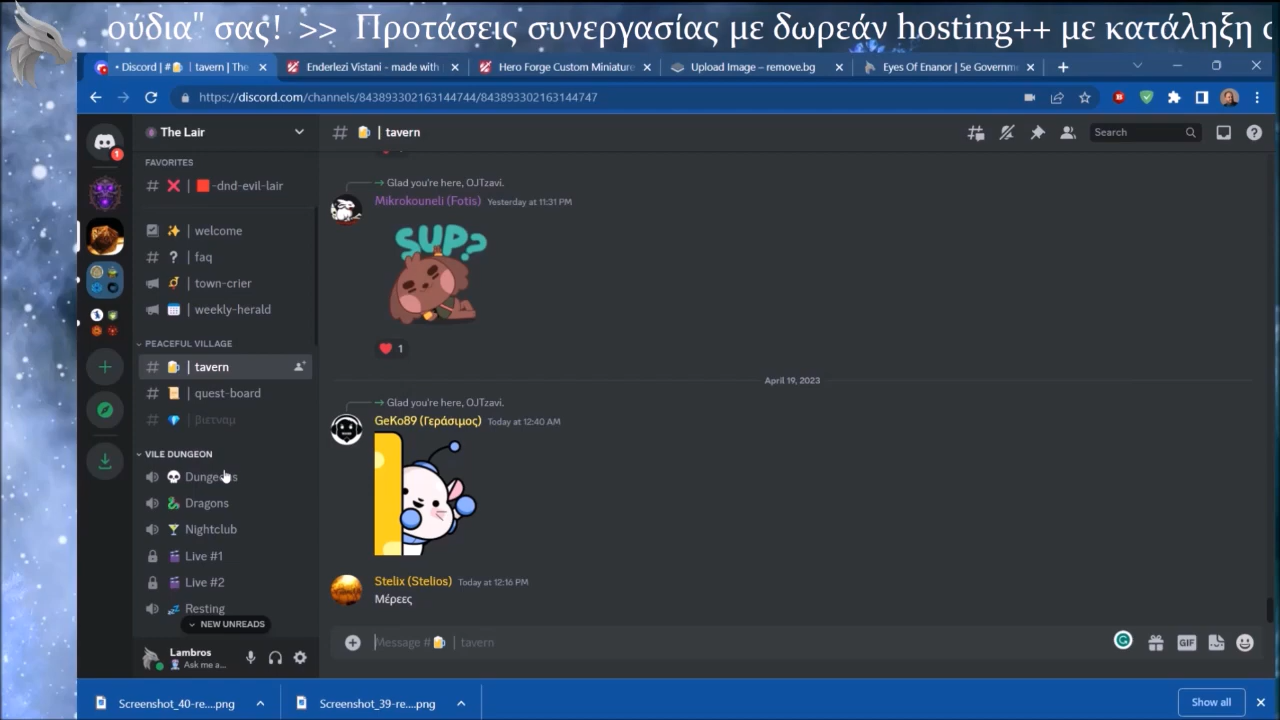 ούδια" σας! >> Προτάσεις συνεργασίας με δωρεάν hosting++ με κατάληξη
• Discord | # | tavern | The
Enderlezi Vistani - made with
Hero Forge Custom Miniature
Upload Image – remove.bg
Eyes Of Enanor | 5e Governm
https://discord.com/channels/843893302163144744/843893302163144747
The Lair
# | tavern
Search
FAVORITES
# | -dnd-evil-lair
| welcome
# ? | faq
| town-crier
| weekly-herald
PEACEFUL VILLAGE
# | tavern
# | quest-board
# | βιετναμ
VILE DUNGEON
Dragons
Nightclub
Live #1
Live #2
Resting
NEW UNREADS
Lambros
Ask me a...
1
Glad you're here, OJTzavi.
Mikrokouneli (Fotis) Yesterday at 11:31 PM
SUP?
1
April 19, 2023
Glad you're here, OJTzavi.
GeKo89 (Γεράσιμος) Today at 12:40 AM
Stelix (Stelios) Today at 12:16 PM
Μέρεες
Message # | tavern
GIF
Screenshot_40-re....png
Screenshot_39-re....png
Show all